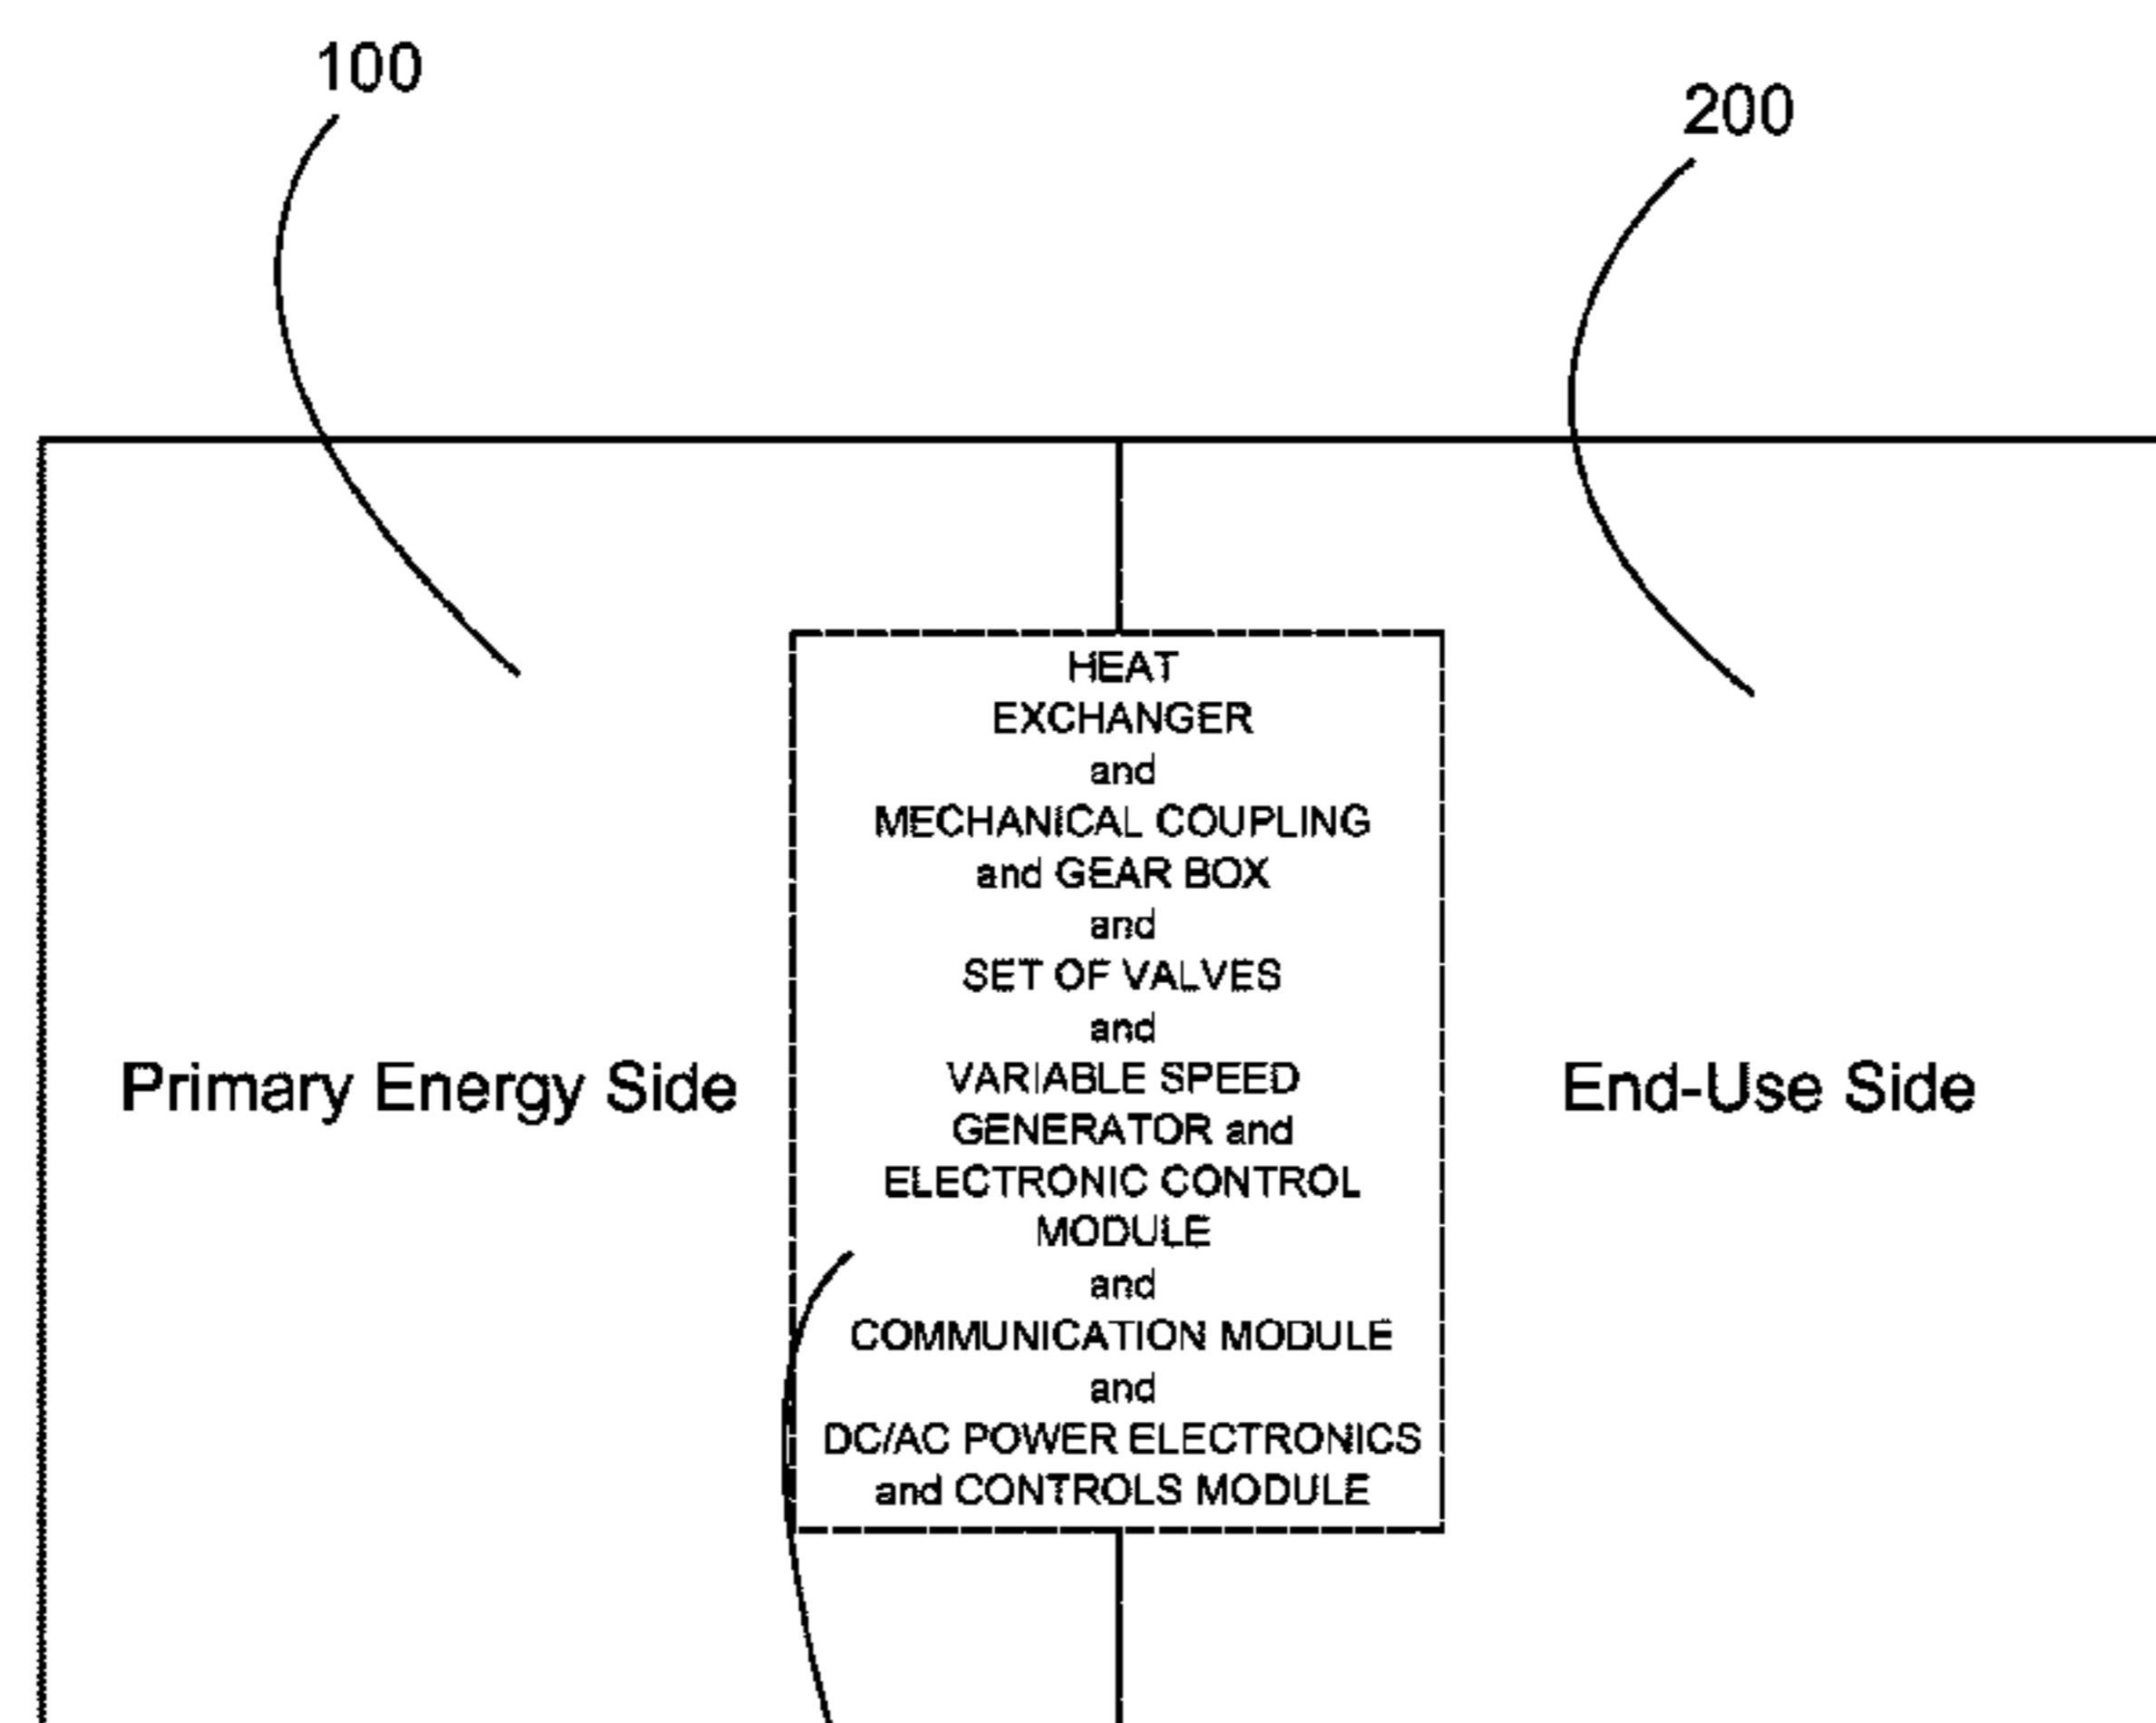 100
200
HEAT
EXCHANGER
and
MECHANICAL COUPLING
and GEAR BOX
and
SET OF VALVES
and
VARIABLE SPEED
GENERATOR and
ELECTRONIC CONTROL
MODULE
and
COMMUNICATION MODULE
and
DC/AC POWER ELECTRONICS
and CONTROLS MODULE
Primary Energy Side
End-Use Side